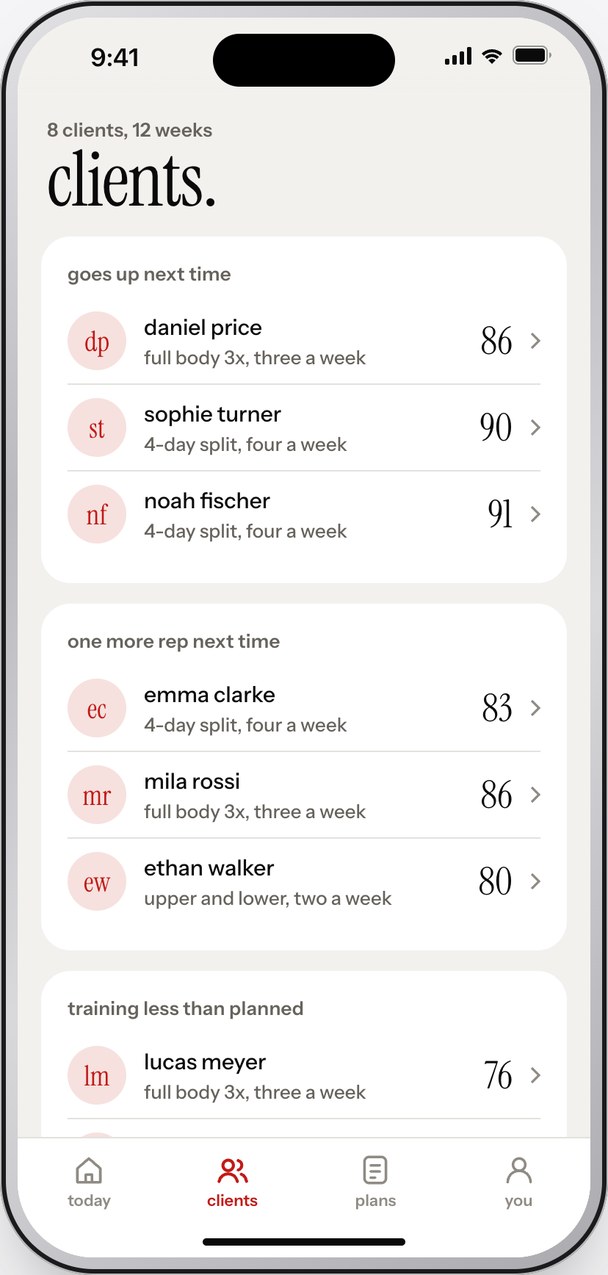 9:41
8 clients, 12 weeks
clients.
goes up next time
dp
daniel price
full body 3x, three a week
86
st
sophie turner
4-day split, four a week
90
nf
noah fischer
4-day split, four a week
91
one more rep next time
ec
emma clarke
4-day split, four a week
83
mr
mila rossi
full body 3x, three a week
86
ew
ethan walker
upper and lower, two a week
80
training less than planned
lm
lucas meyer
full body 3x, three a week
76
today
clients
plans
you